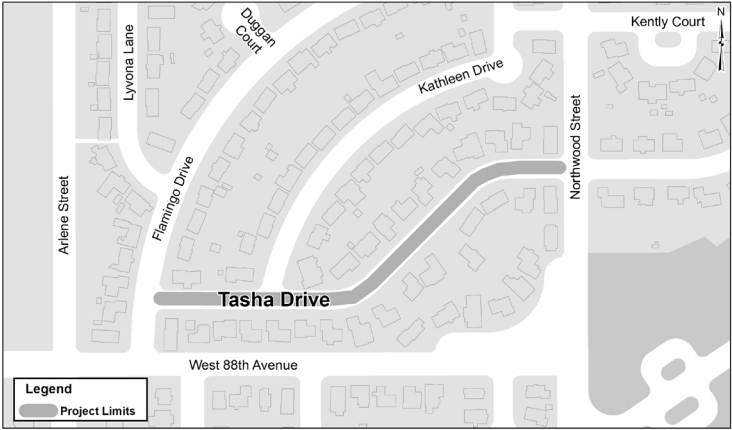 Kently Court
N
Duggan
Court
Lyvona Lane
Kathleen Drive
Northwood Street
Flamingo Drive
Arlene Street
Tasha Drive
West 88th Avenue
Legend
Project Limits